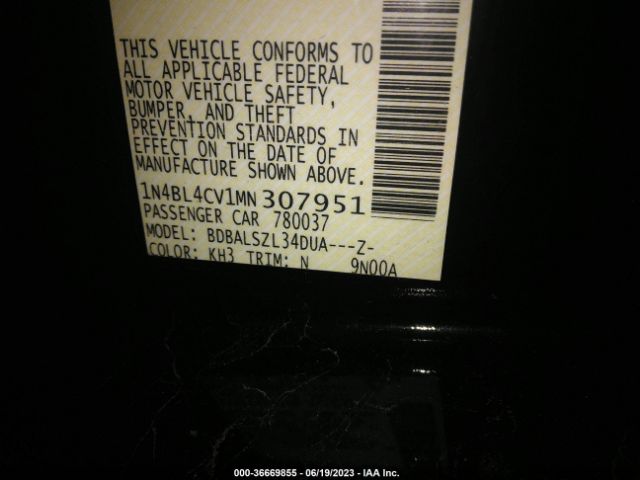 THIS VEHICLE CONFORMS TO
ALL APPLICABLE FEDERAL
MOTOR VEHICLE SAFETY,
BUMPER, AND THEFT
PREVENTION STANDARDS IN
EFFECT ON THE DATE OF
MANUFACTURE SHOWN ABOVE.
1N4BL4CV1MN 307951
PASSENGER CAR 780037
MODEL: BDBALSZL34DUA---Z-
COLOR: KH3 TRIM: N 9N00A
000-36669855 - 06/19/2023 - IAA Inc.